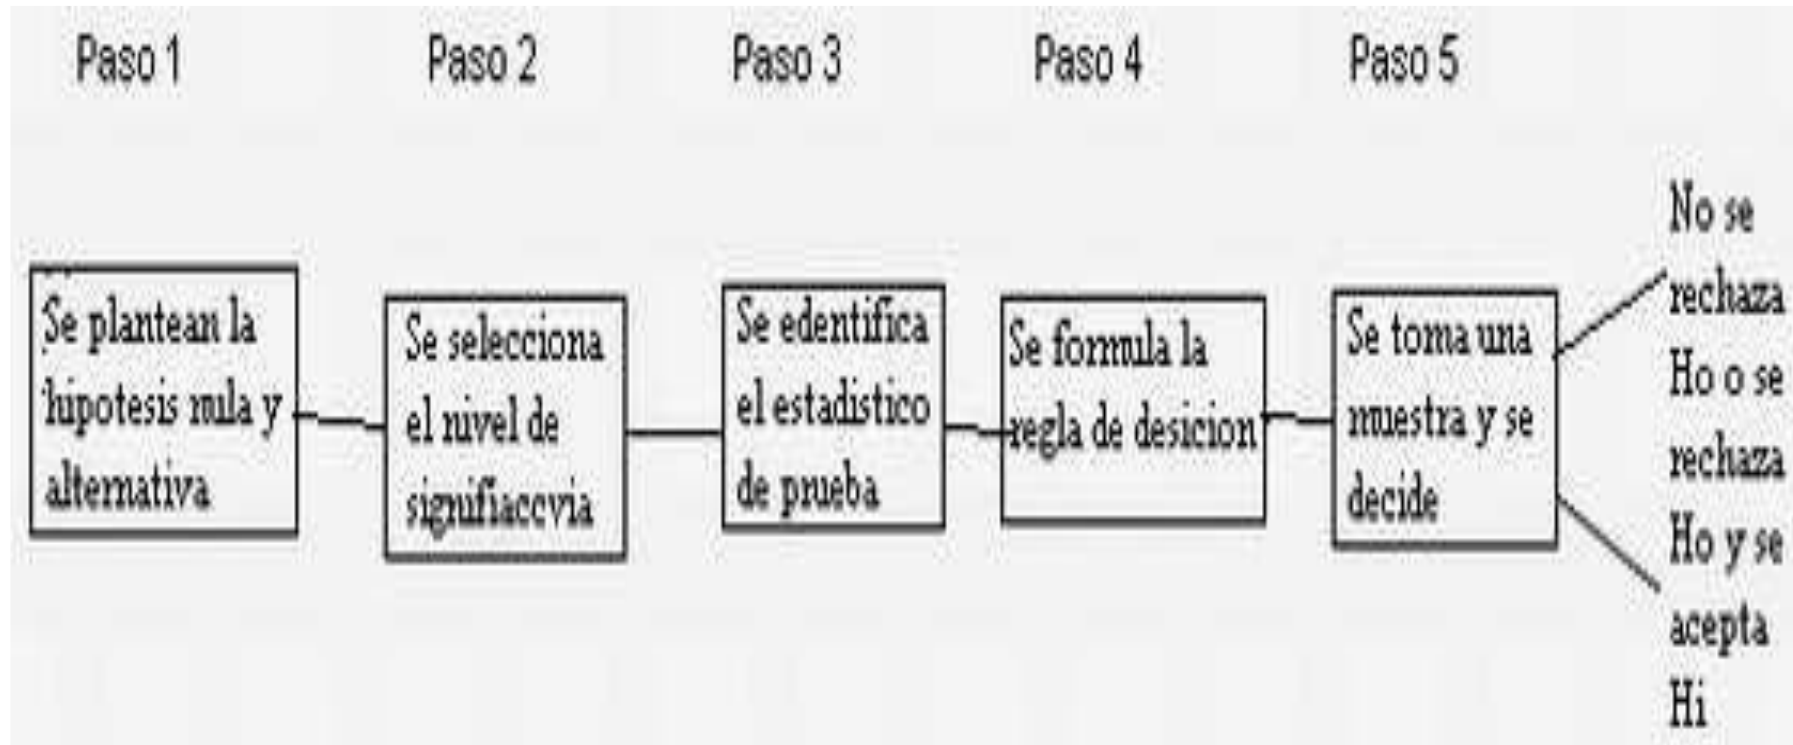 Paso 1
Paso 2
Paso 3
Paso 4
Paso 5
Se plantean la
hipotesis nula y
alternativa
Se selecciona
el nivel de
signifiaccvia
Se edentifica
el estadistico
de prueba
Se formula la
regla de desicion
Se toma una
muestra y se
decide
No se
rechaza
Ho o se
rechaza
Ho y se
acepta
Hi